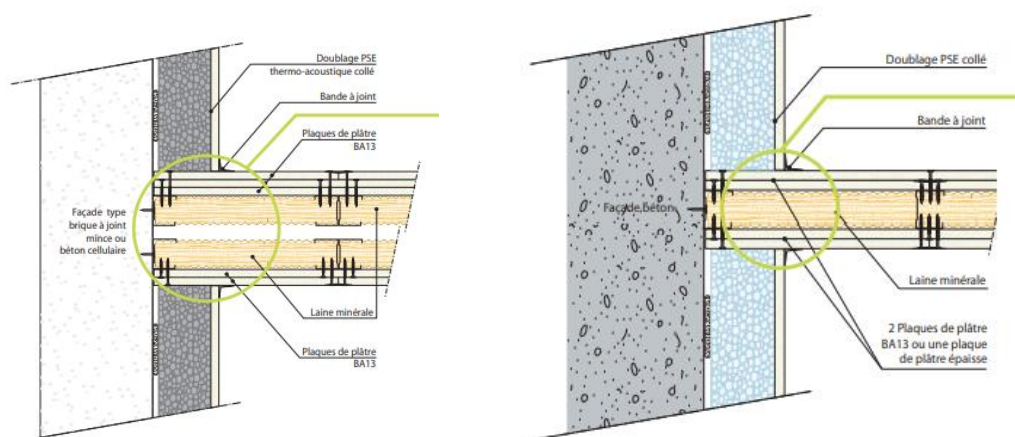 Doublage PSE
thermo-acoustique collé
Bande à joint
Plaques de plâtre
BA13
Façade type
brique à joint
mince ou
béton cellulaire
Laine minérale
Plaques de plâtre
BA13
Doublage PSE collé
Bande à joint
Façade béton
Laine minérale
2 Plaques de plâtre
BA13 ou une plaque
de plâtre épaisse